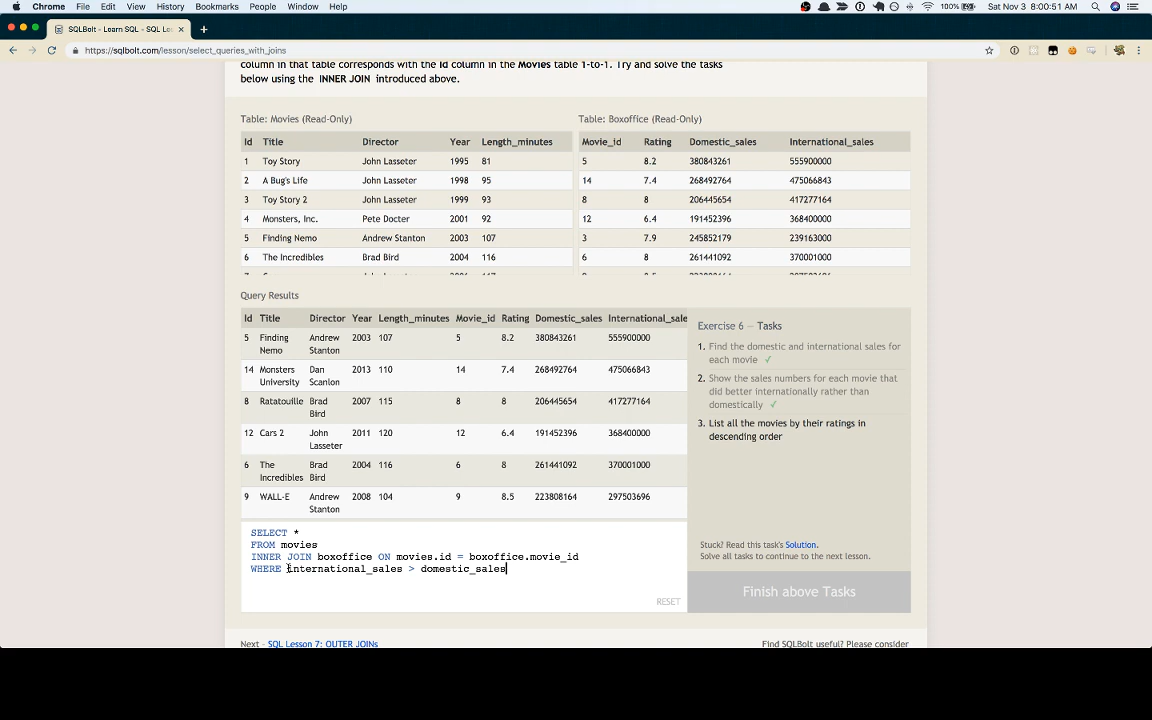 Chrome File Edit View History Bookmarks People Window Help 100% Sat Nov 3 8:00:51 AM
SQLBolt - Learn SQL - SQL Le
https://sqlbolt.com/lesson/select_queries_with_joins
column in that table corresponds with the Id column in the Movies table 1-to-1. Try and solve the tasks
below using the INNER JOIN introduced above.
Table: Movies (Read-Only) Table: Boxoffice (Read-Only)
Id Title Director Year Length_minutes Movie_id Rating Domestic_sales International_sales
1 Toy Story John Lasseter 1995 81 5 8.2 380843261 555900000
2 A Bug's Life John Lasseter 1998 95 14 7.4 268492764 475066843
3 Toy Story 2 John Lasseter 1999 93 8 8 206445654 417277164
4 Monsters, Inc. Pete Docter 2001 92 12 6.4 191452396 368400000
5 Finding Nemo Andrew Stanton 2003 107 3 7.9 245852179 239163000
6 The Incredibles Brad Bird 2004 116 6 8 261441092 370001000
Query Results
Id Title Director Year Length_minutes Movie_id Rating Domestic_sales International_sale
5 Finding Nemo Andrew Stanton 2003 107 5 8.2 380843261 555900000
14 Monsters University Dan Scanlon 2013 110 14 7.4 268492764 475066843
8 Ratatouille Brad Bird 2007 115 8 8 206445654 417277164
12 Cars 2 John Lasseter 2011 120 12 6.4 191452396 368400000
6 The Incredibles Brad Bird 2004 116 6 8 261441092 370001000
9 WALL-E Andrew Stanton 2008 104 9 8.5 223808164 297503696
Exercise 6 — Tasks
1. Find the domestic and international sales for
each movie ✓
2. Show the sales numbers for each movie that
did better internationally rather than
domestically ✓
3. List all the movies by their ratings in
descending order
Stuck? Read this task's Solution.
Solve all tasks to continue to the next lesson.
Finish above Tasks
SELECT *
FROM movies
INNER JOIN boxoffice ON movies.id = boxoffice.movie_id
WHERE international_sales > domestic_sales
RESET
Next – SQL Lesson 7: OUTER JOINs
Find SQLBolt useful? Please consider